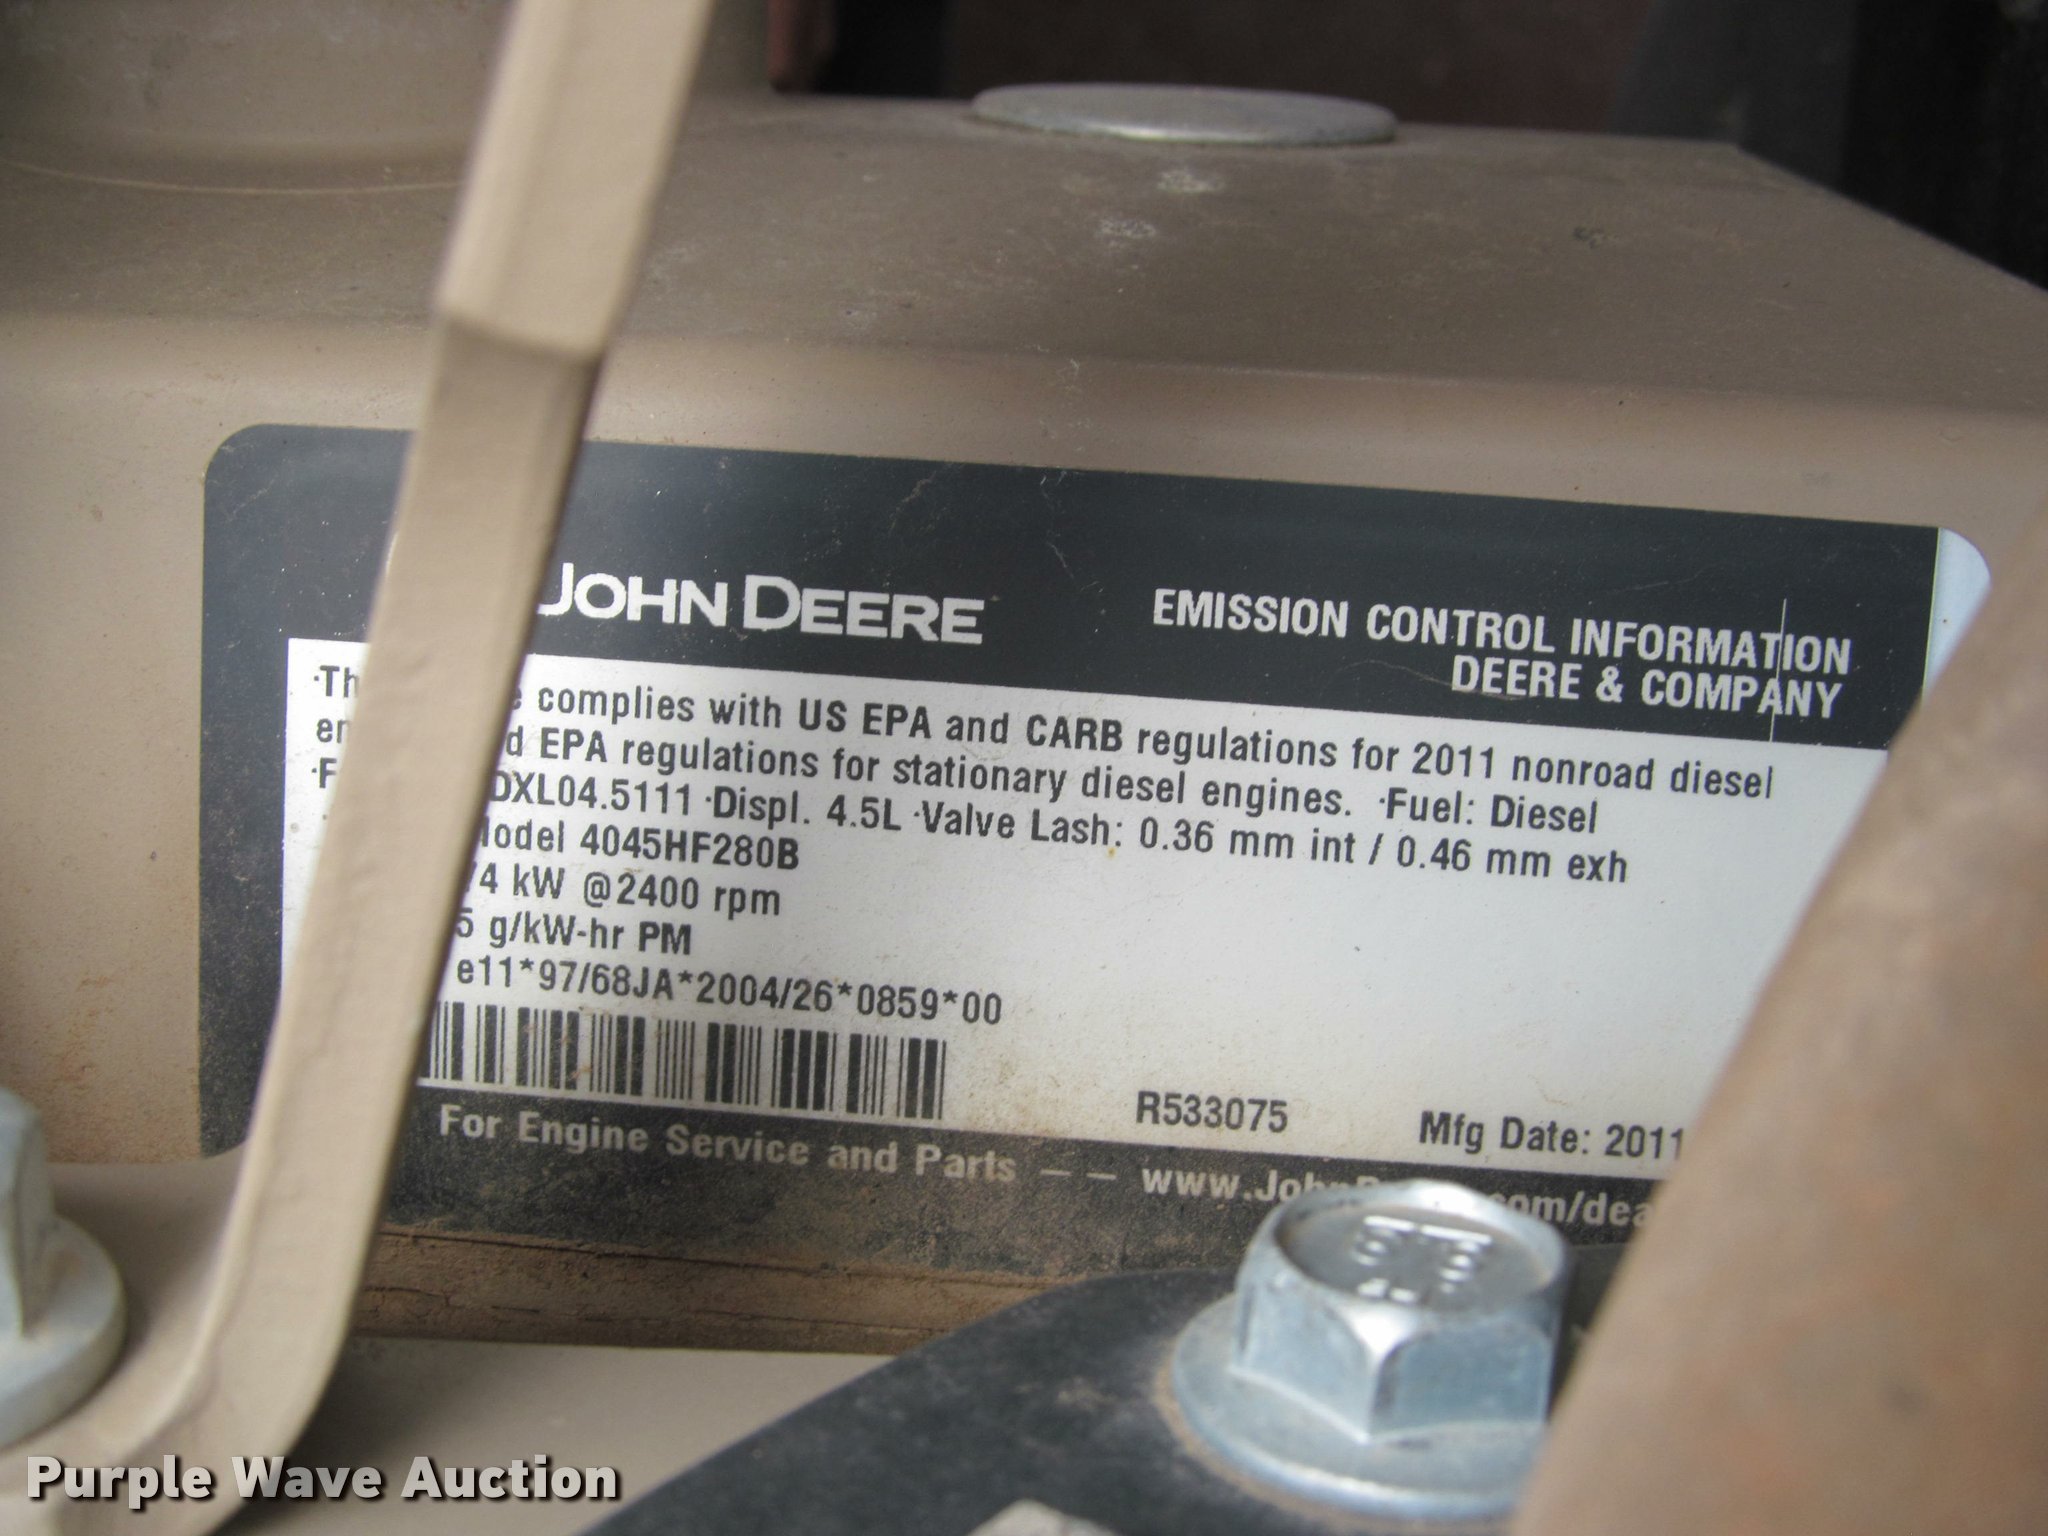 JOHN DEERE
EMISSION CONTROL INFORMATION
DEERE & COMPANY
complies with US EPA and CARB regulations for 2011 nonroad diesel
EPA regulations for stationary diesel engines. ·Fuel: Diesel
DXL04.5111 ·Displ. 4.5L ·Valve Lash: 0.36 mm int / 0.46 mm exh
4045HF280B
kW @2400 rpm
g/kW-hr PM
e11*97/68JA*2004/26*0859*00
R533075 Mfg Date: 2011
For Engine Service and Parts – –
Purple Wave Auction